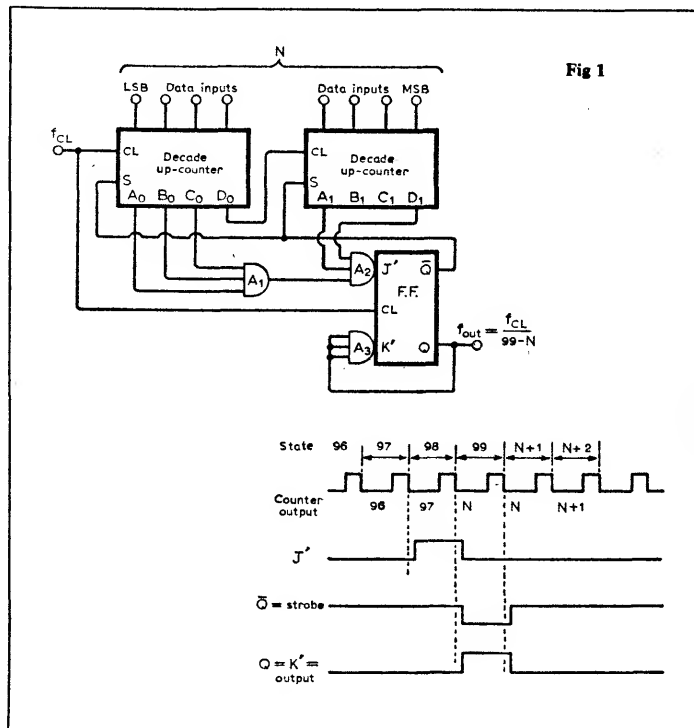 Fig 1
N
LSB Data inputs
Data inputs MSB
f_CL
CL Decade up-counter
S
A₀ B₀ C₀ D₀
CL Decade up-counter
S
A₁ B₁ C₁ D₁
A₁
A₂
J' Q̄
F.F.
CL
A₃
K' Q
f_out = f_CL / 99-N
State 96 97 98 99 N+1 N+2
Counter output
96 97 N N N+1
J'
Q̄ = strobe
Q = K' = output